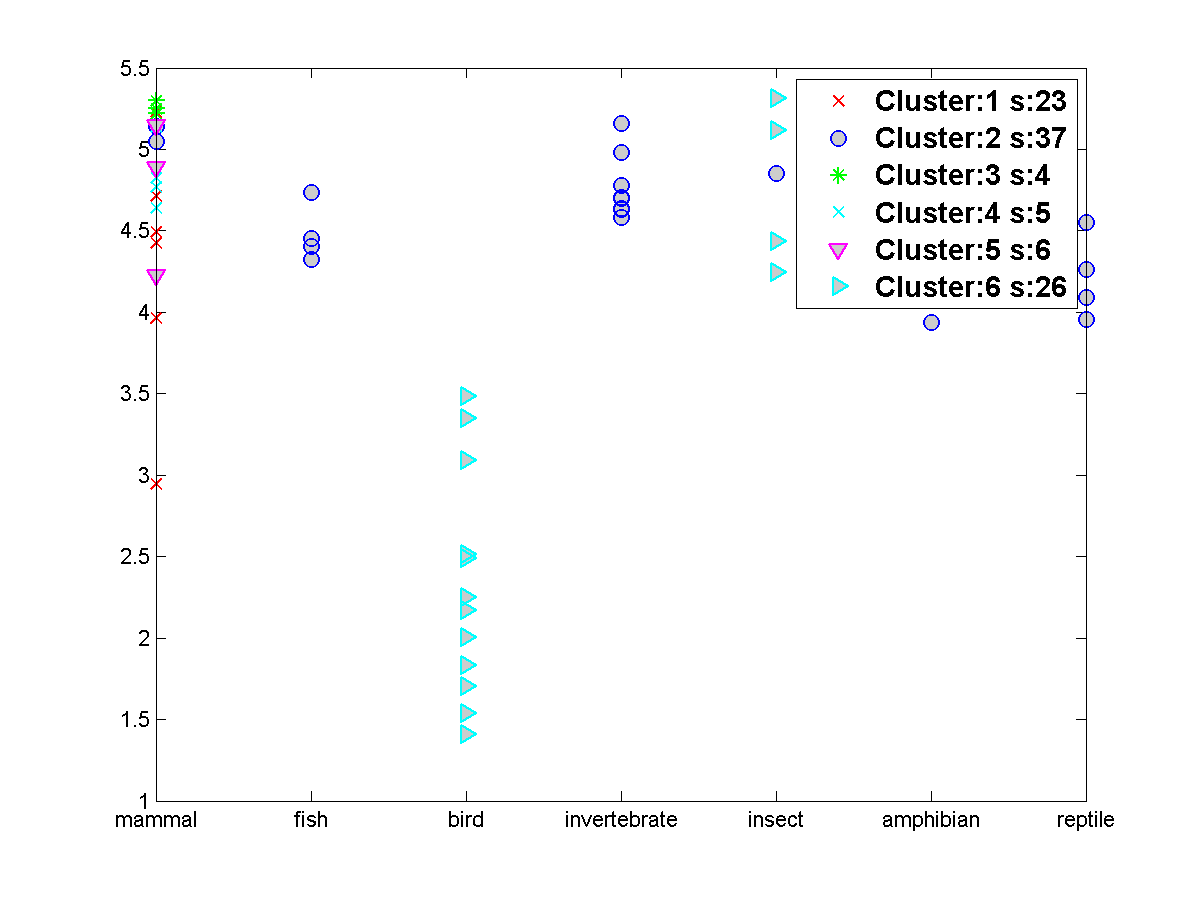 5.5
5
4.5
4
3.5
3
2.5
2
1.5
1
mammal fish bird invertebrate insect amphibian reptile
Cluster:1 s:23
Cluster:2 s:37
Cluster:3 s:4
Cluster:4 s:5
Cluster:5 s:6
Cluster:6 s:26